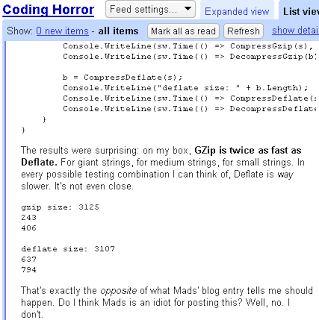 Coding Horror
Feed settings...
Expanded view
List vie
Show: 0 new items - all items
Mark all as read
Refresh
show detai
Console.WriteLine(sw.Time(() => CompressGzip(s),
Console.WriteLine(sw.Time(() => DecompressGzip(b)
b = CompressDeflate(s);
Console.WriteLine("deflate size: " + b.Length);
Console.WriteLine(sw.Time(() => CompressDeflate(s
Console.WriteLine(sw.Time(() => DecompressDeflate
}
}
The results were surprising: on my box, GZip is twice as fast as
Deflate. For giant strings, for medium strings, for small strings. In
every possible testing combination I can think of, Deflate is way
slower. It's not even close.
gzip size: 3125
243
406
deflate size: 3107
637
794
That's exactly the opposite of what Mads' blog entry tells me should
happen. Do I think Mads is an idiot for posting this? Well, no. I
don't.